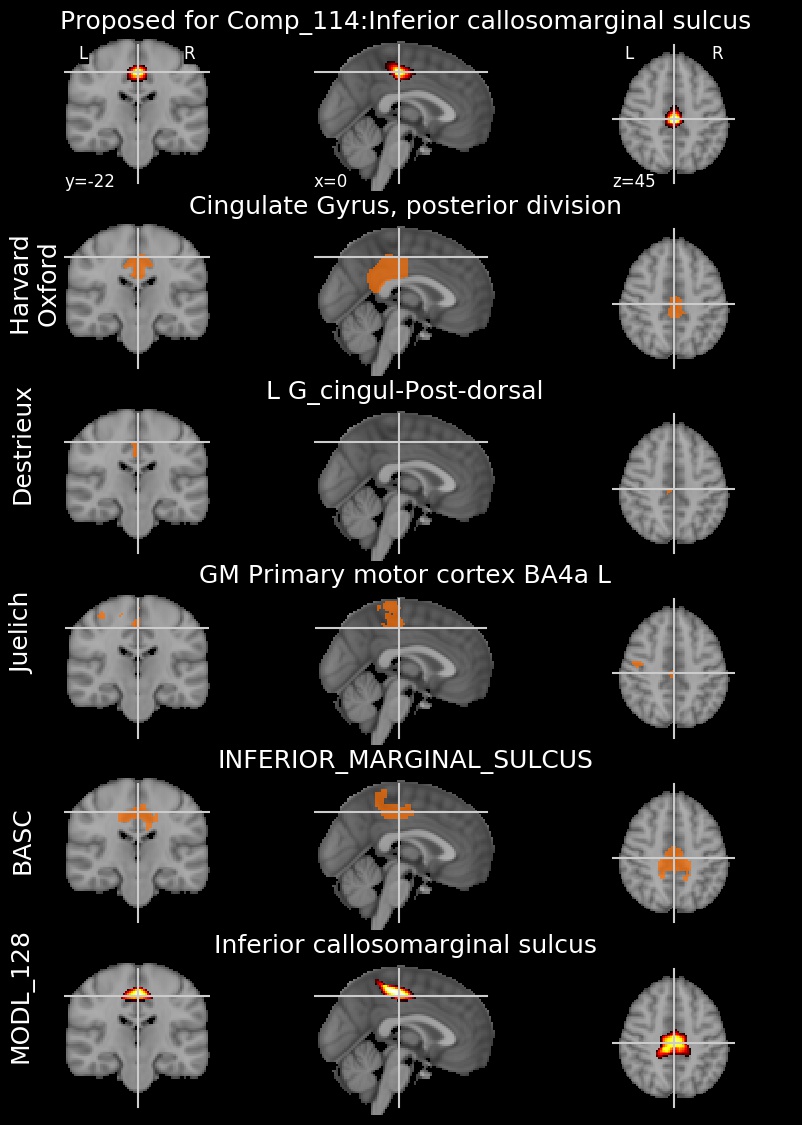 Proposed for Comp_114:Inferior callosomarginal sulcus
L R L R
y=-22 x=0 z=45
Cingulate Gyrus, posterior division
Harvard
Oxford
L G_cingul-Post-dorsal
Destrieux
GM Primary motor cortex BA4a L
Juelich
INFERIOR_MARGINAL_SULCUS
BASC
Inferior callosomarginal sulcus
MODL_128